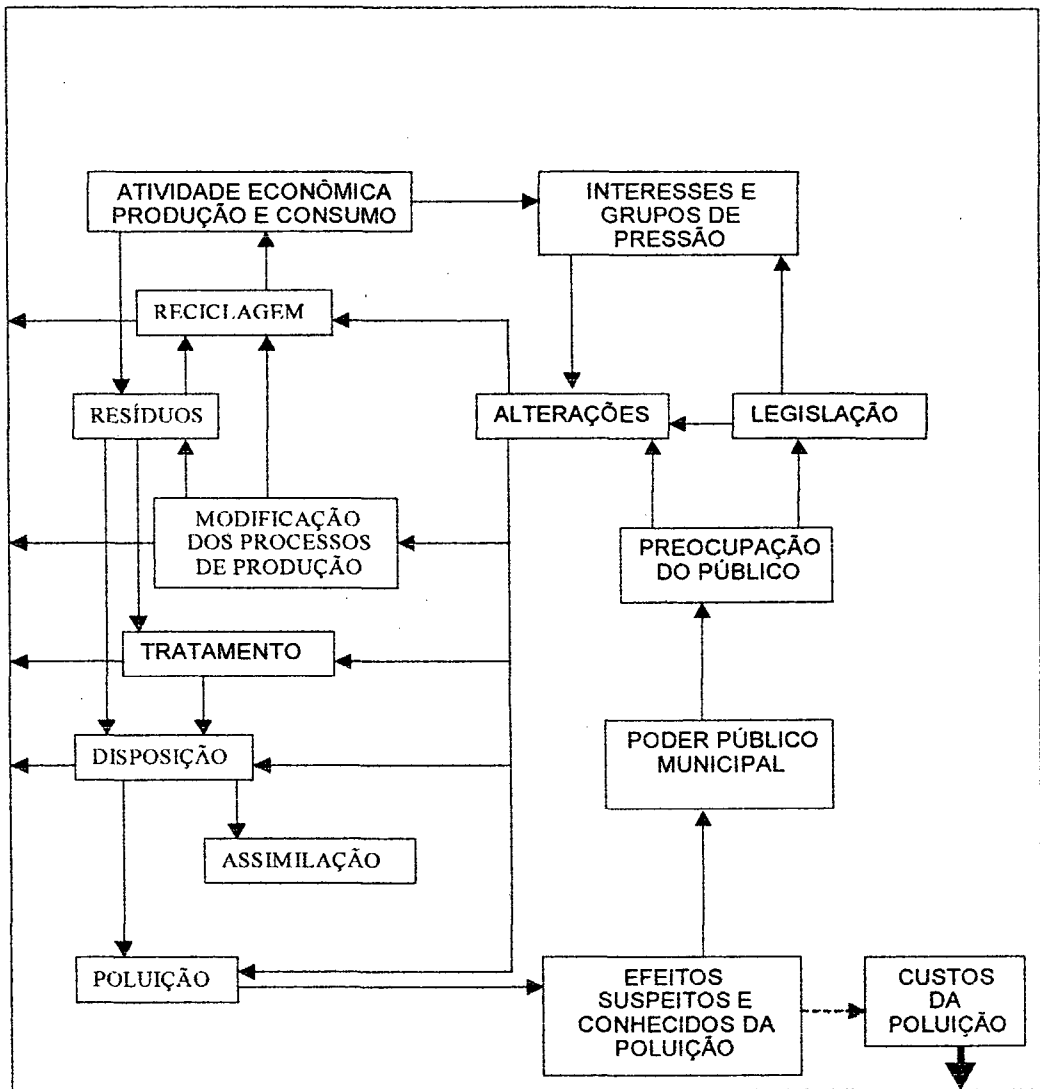 ATIVIDADE ECONÔMICA
PRODUÇÃO E CONSUMO
INTERESSES E
GRUPOS DE
PRESSÃO
RECICLAGEM
RESÍDUOS
ALTERAÇÕES
LEGISLAÇÃO
MODIFICAÇÃO
DOS PROCESSOS
DE PRODUÇÃO
PREOCUPAÇÃO
DO PÚBLICO
TRATAMENTO
DISPOSIÇÃO
PODER PÚBLICO
MUNICIPAL
ASSIMILAÇÃO
POLUIÇÃO
EFEITOS
SUSPEITOS E
CONHECIDOS DA
POLUIÇÃO
CUSTOS
DA
POLUIÇÃO